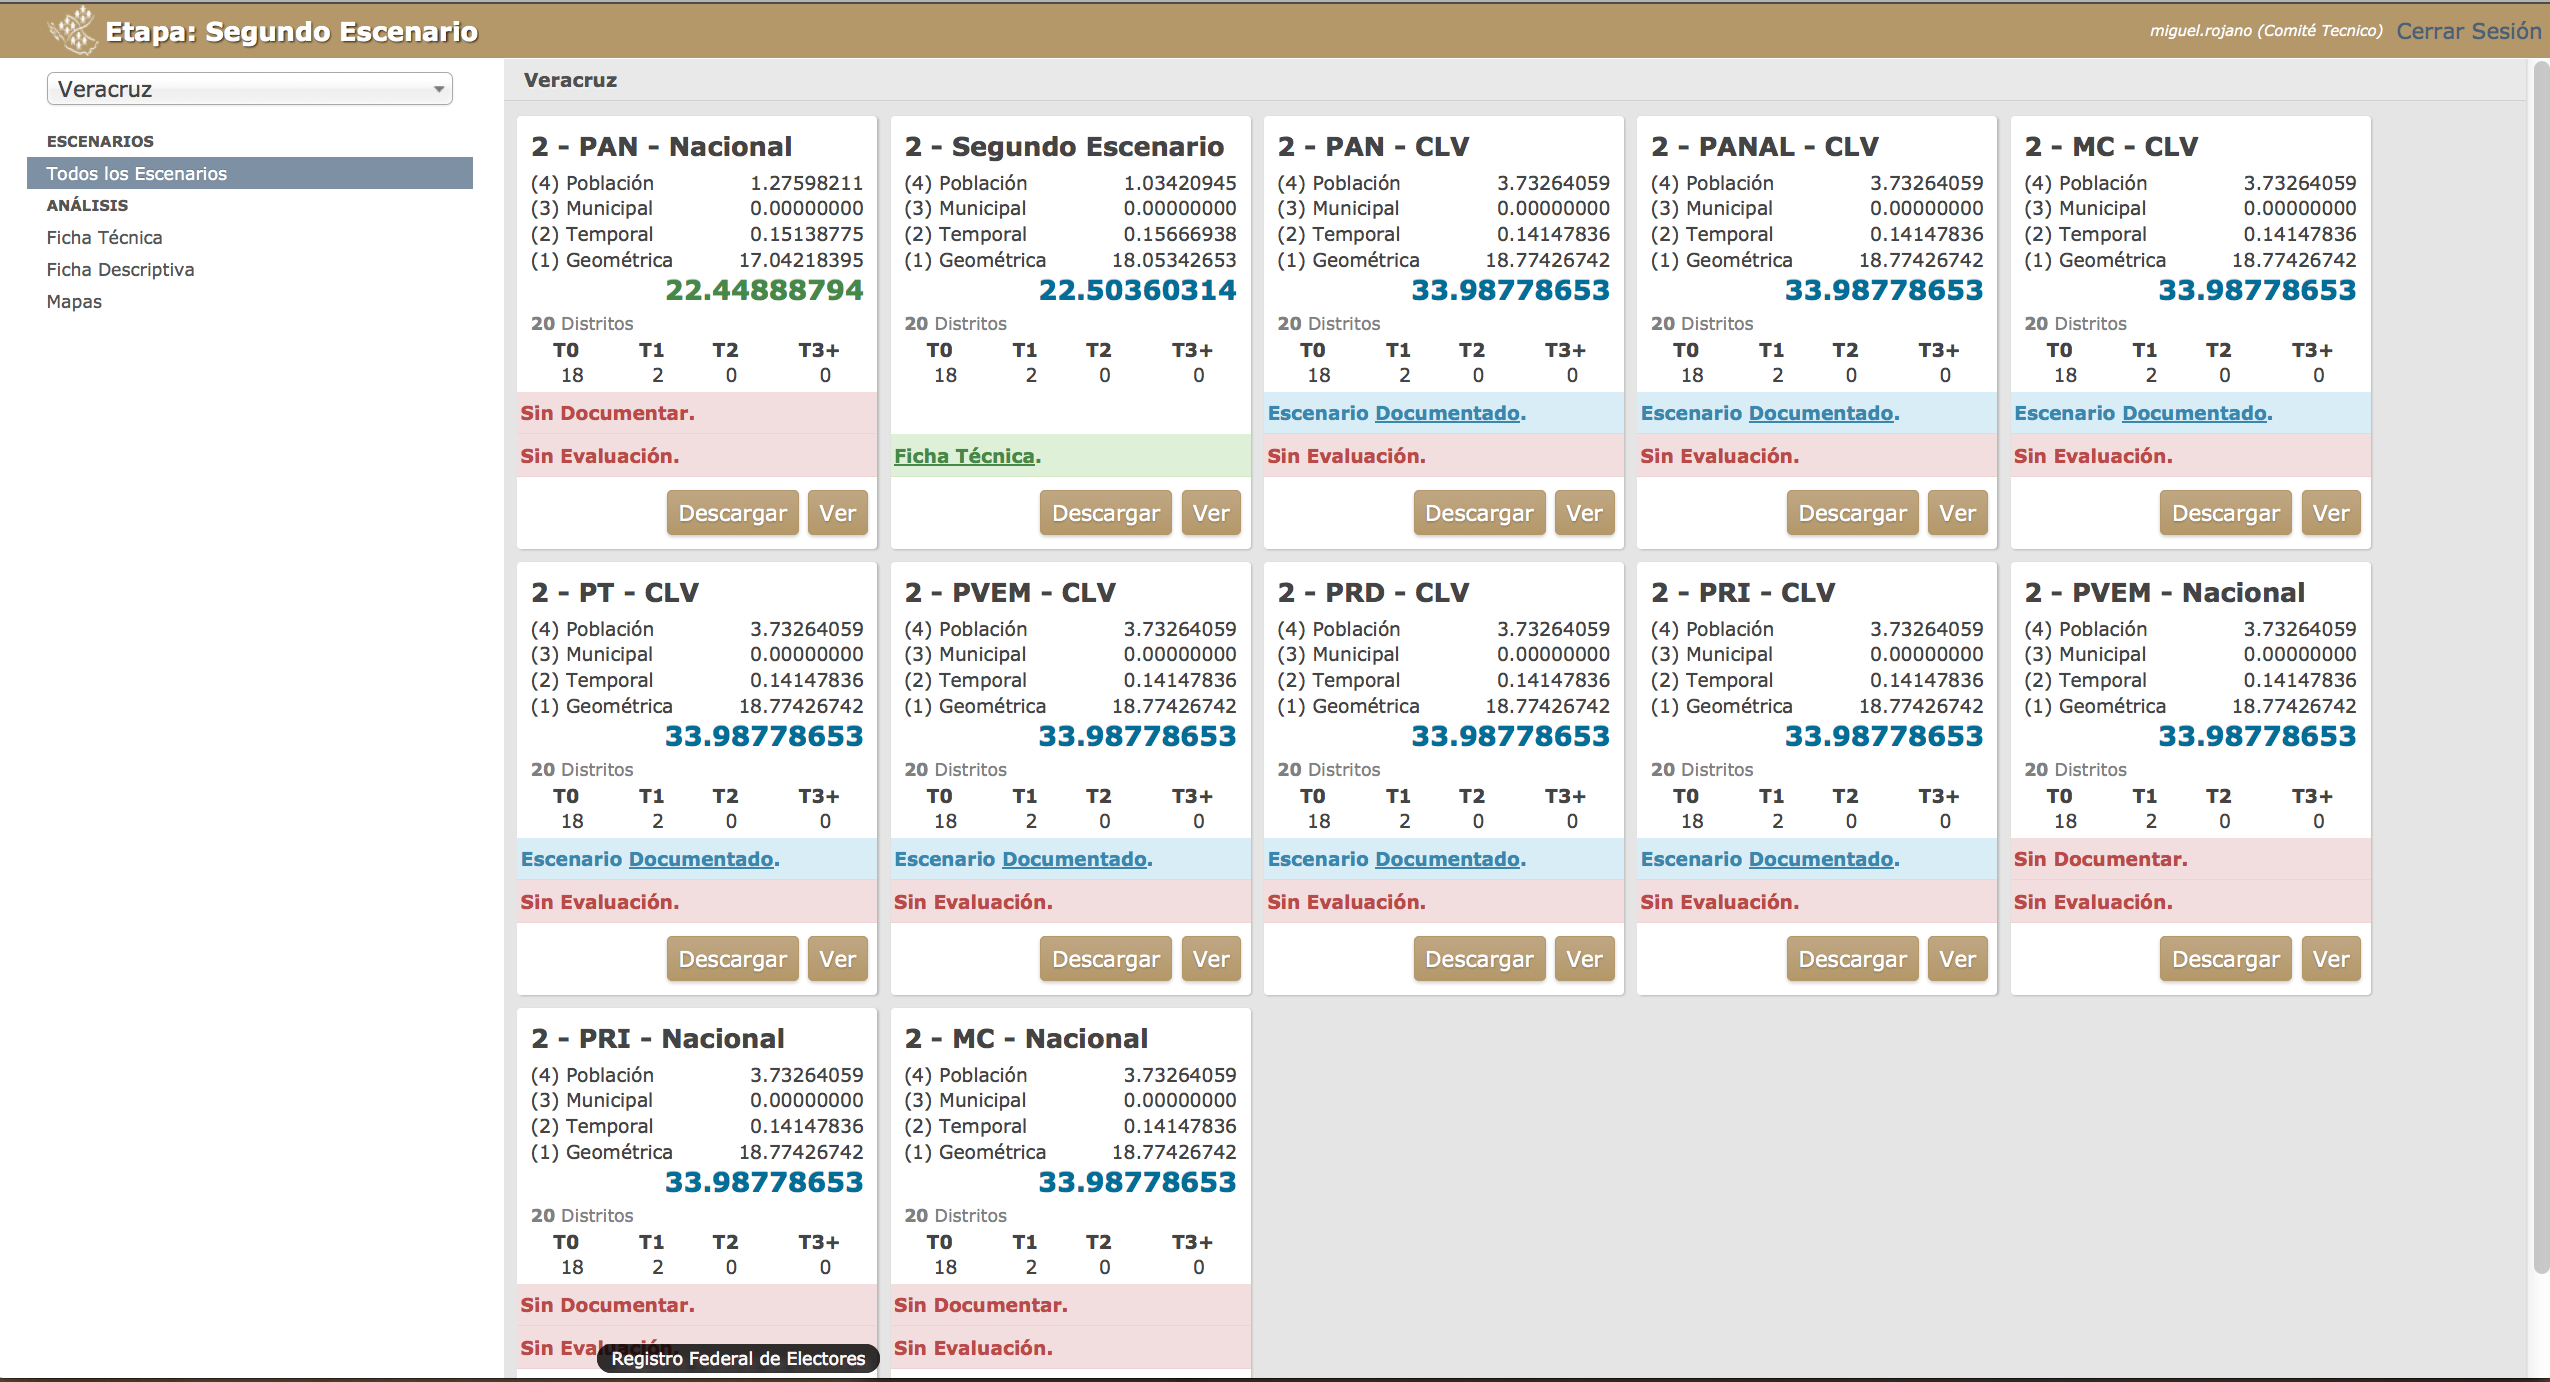 Etapa: Segundo Escenario
miguel.rojano (Comité Tecnico) Cerrar Sesión
Veracruz
ESCENARIOS
Todos los Escenarios
ANÁLISIS
Ficha Técnica
Ficha Descriptiva
Mapas
Veracruz
2 - PAN - Nacional
(4) Población 1.27598211
(3) Municipal 0.00000000
(2) Temporal 0.15138775
(1) Geométrica 17.04218395
22.44888794
20 Distritos
T0 T1 T2 T3+
18 2 0 0
Sin Documentar.
Sin Evaluación.
Descargar Ver
2 - Segundo Escenario
(4) Población 1.03420945
(3) Municipal 0.00000000
(2) Temporal 0.15666938
(1) Geométrica 18.05342653
22.50360314
20 Distritos
T0 T1 T2 T3+
18 2 0 0
Ficha Técnica.
Descargar Ver
2 - PAN - CLV
(4) Población 3.73264059
(3) Municipal 0.00000000
(2) Temporal 0.14147836
(1) Geométrica 18.77426742
33.98778653
20 Distritos
T0 T1 T2 T3+
18 2 0 0
Escenario Documentado.
Sin Evaluación.
Descargar Ver
2 - PANAL - CLV
(4) Población 3.73264059
(3) Municipal 0.00000000
(2) Temporal 0.14147836
(1) Geométrica 18.77426742
33.98778653
20 Distritos
T0 T1 T2 T3+
18 2 0 0
Escenario Documentado.
Sin Evaluación.
Descargar Ver
2 - MC - CLV
(4) Población 3.73264059
(3) Municipal 0.00000000
(2) Temporal 0.14147836
(1) Geométrica 18.77426742
33.98778653
20 Distritos
T0 T1 T2 T3+
18 2 0 0
Escenario Documentado.
Sin Evaluación.
Descargar Ver
2 - PT - CLV
(4) Población 3.73264059
(3) Municipal 0.00000000
(2) Temporal 0.14147836
(1) Geométrica 18.77426742
33.98778653
20 Distritos
T0 T1 T2 T3+
18 2 0 0
Escenario Documentado.
Sin Evaluación.
Descargar Ver
2 - PVEM - CLV
(4) Población 3.73264059
(3) Municipal 0.00000000
(2) Temporal 0.14147836
(1) Geométrica 18.77426742
33.98778653
20 Distritos
T0 T1 T2 T3+
18 2 0 0
Escenario Documentado.
Sin Evaluación.
Descargar Ver
2 - PRD - CLV
(4) Población 3.73264059
(3) Municipal 0.00000000
(2) Temporal 0.14147836
(1) Geométrica 18.77426742
33.98778653
20 Distritos
T0 T1 T2 T3+
18 2 0 0
Escenario Documentado.
Sin Evaluación.
Descargar Ver
2 - PRI - CLV
(4) Población 3.73264059
(3) Municipal 0.00000000
(2) Temporal 0.14147836
(1) Geométrica 18.77426742
33.98778653
20 Distritos
T0 T1 T2 T3+
18 2 0 0
Escenario Documentado.
Sin Evaluación.
Descargar Ver
2 - PVEM - Nacional
(4) Población 3.73264059
(3) Municipal 0.00000000
(2) Temporal 0.14147836
(1) Geométrica 18.77426742
33.98778653
20 Distritos
T0 T1 T2 T3+
18 2 0 0
Sin Documentar.
Sin Evaluación.
Descargar Ver
2 - PRI - Nacional
(4) Población 3.73264059
(3) Municipal 0.00000000
(2) Temporal 0.14147836
(1) Geométrica 18.77426742
33.98778653
20 Distritos
T0 T1 T2 T3+
18 2 0 0
Sin Documentar.
Sin Evaluación.
2 - MC - Nacional
(4) Población 3.73264059
(3) Municipal 0.00000000
(2) Temporal 0.14147836
(1) Geométrica 18.77426742
33.98778653
20 Distritos
T0 T1 T2 T3+
18 2 0 0
Sin Documentar.
Sin Evaluación.
Registro Federal de Electores